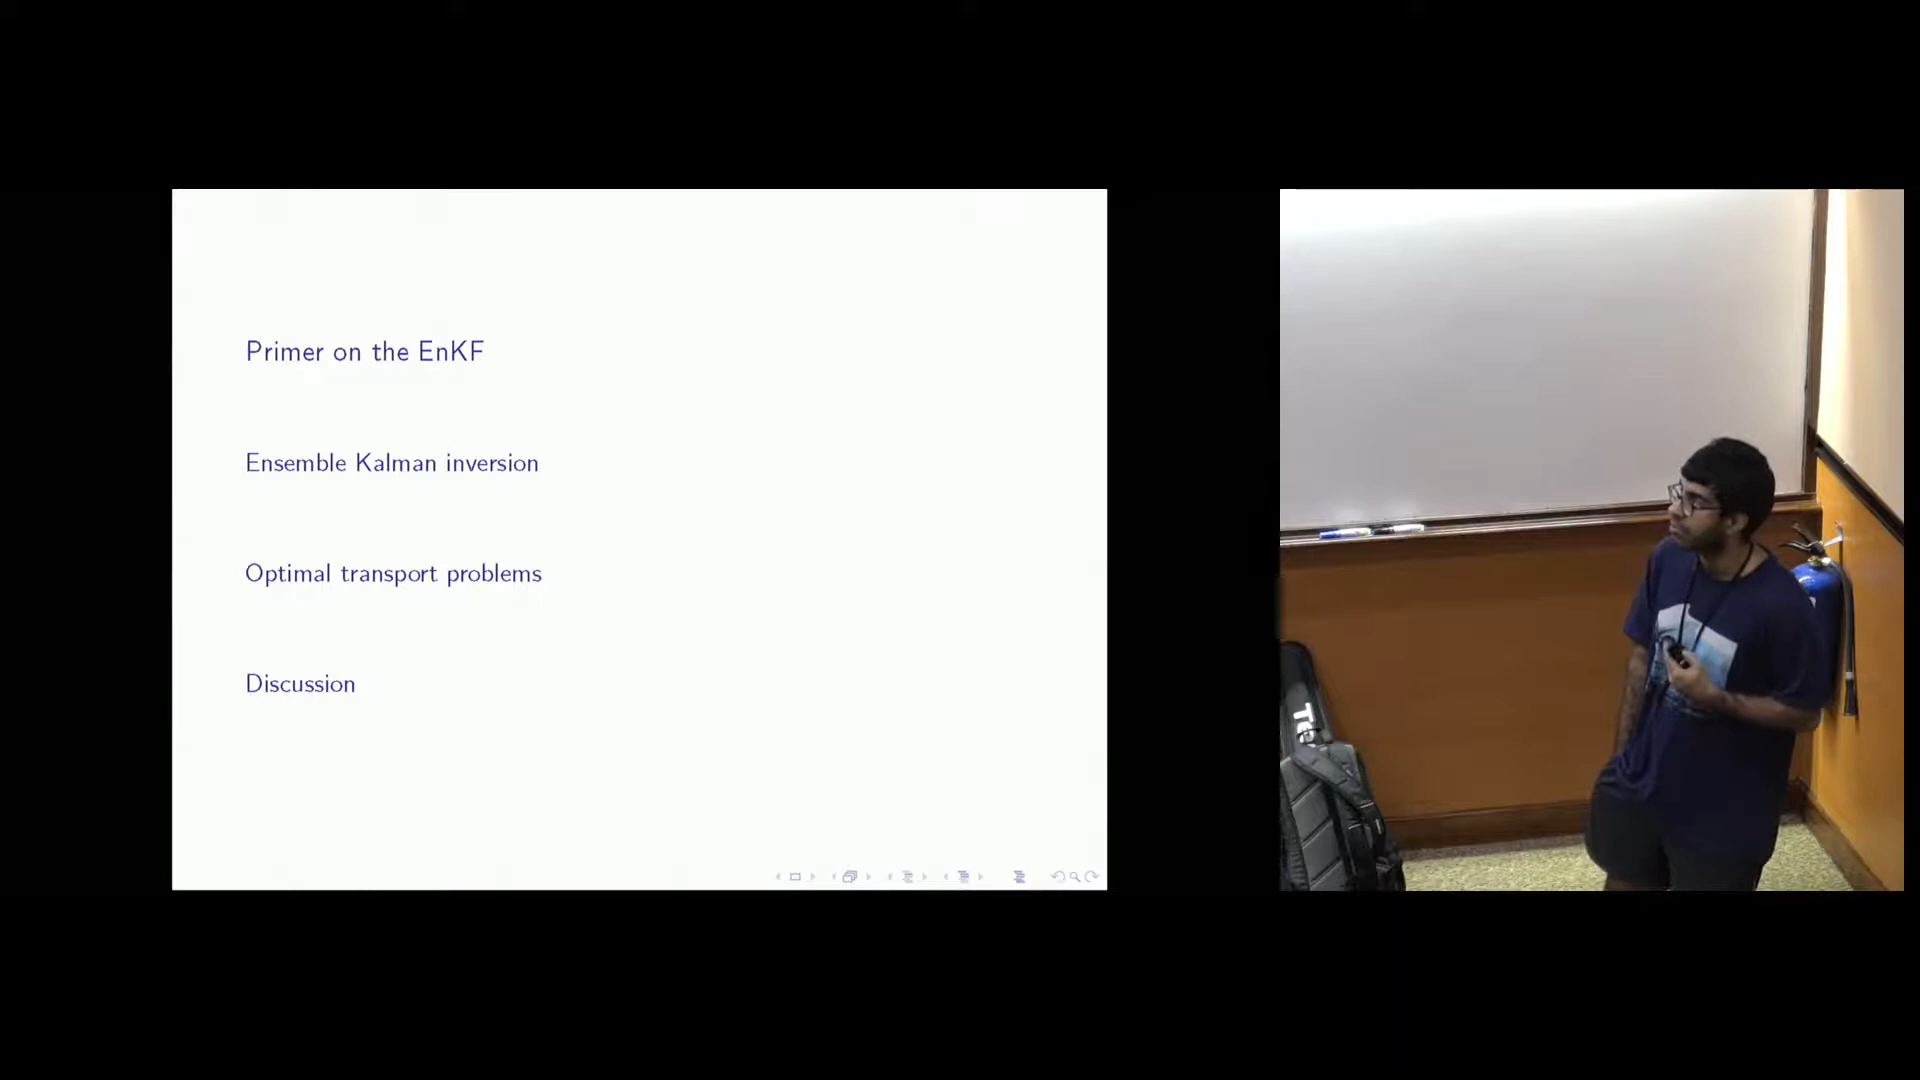 Primer on the EnKF
Ensemble Kalman inversion
Optimal transport problems
Discussion